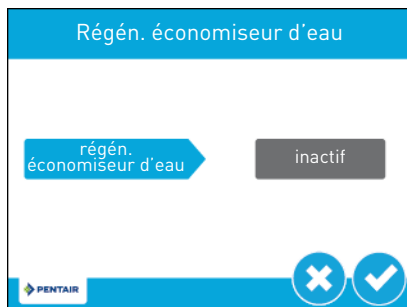 Régén. économiseur d'eau
régén.
économiseur d'eau
inactif
PENTAIR